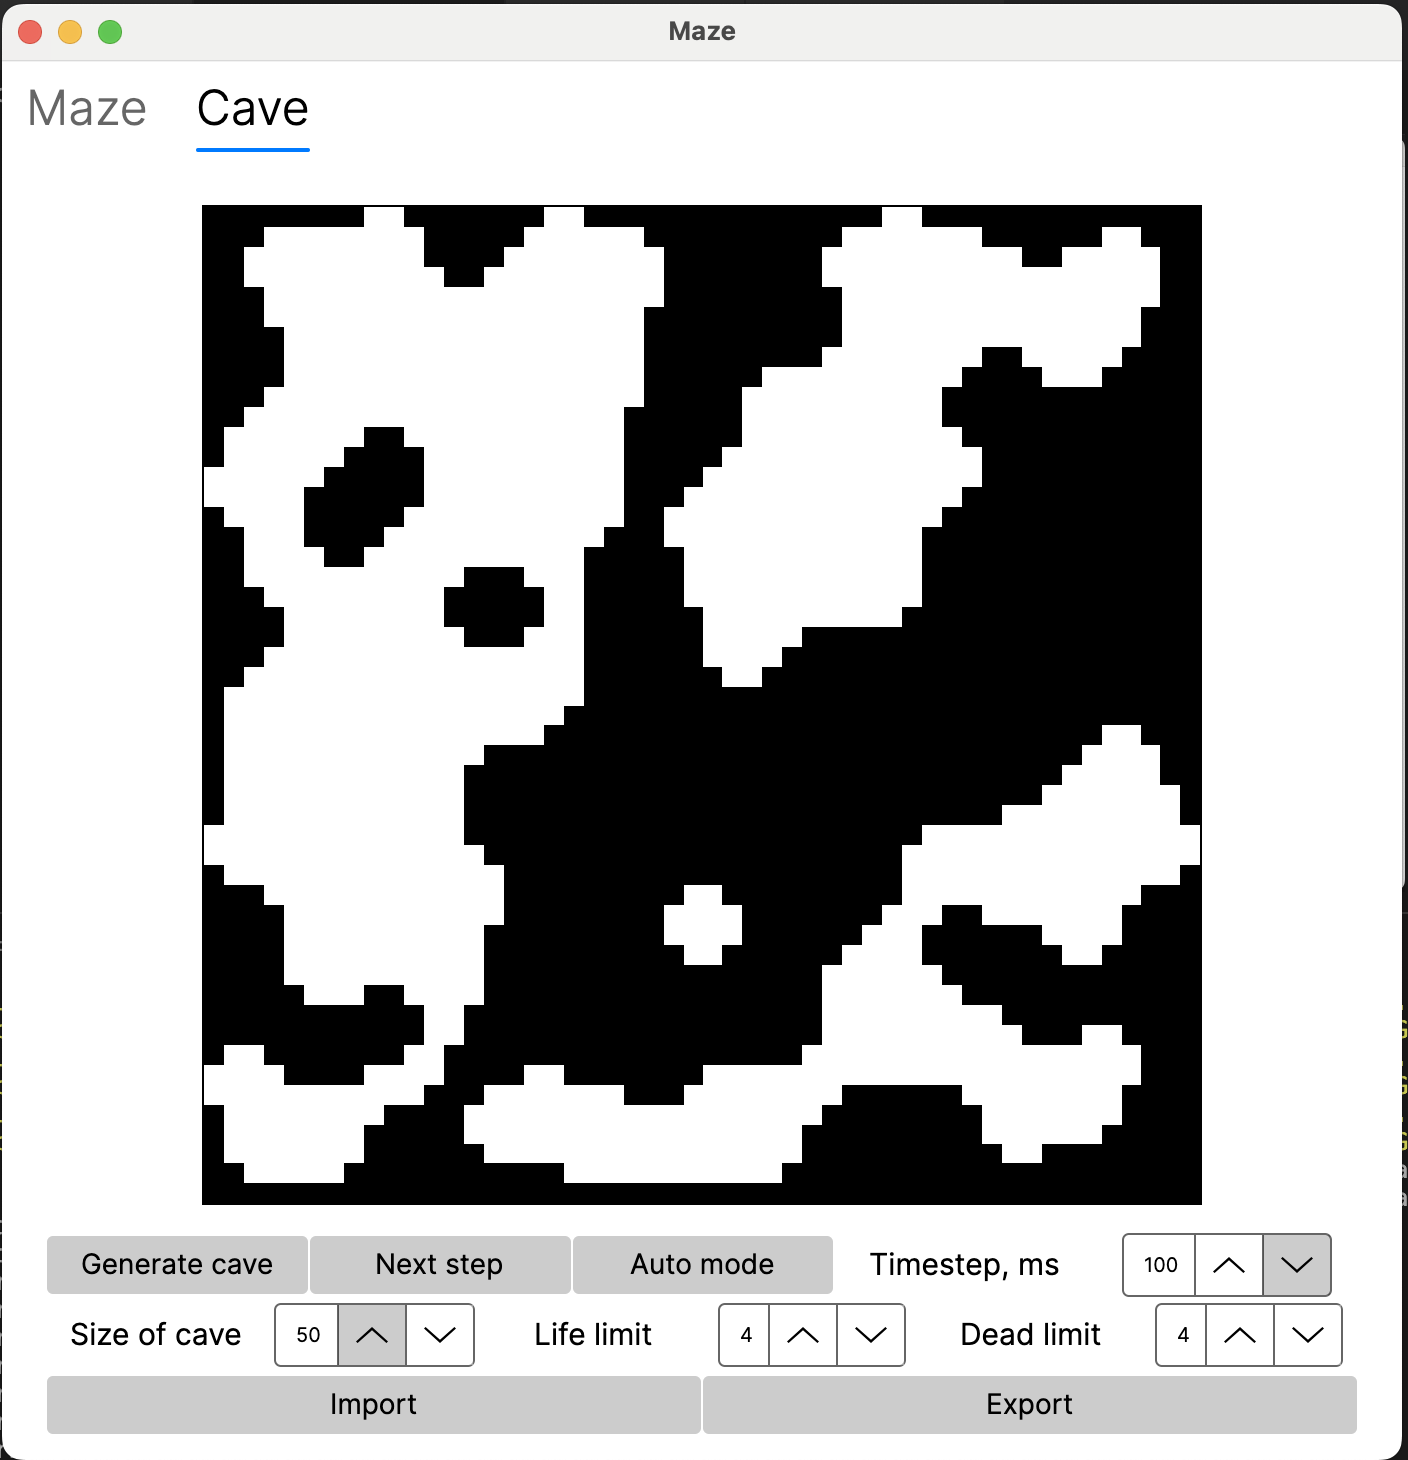 Maze
Maze Cave
Generate cave Next step Auto mode Timestep, ms 100
Size of cave 50 Life limit 4 Dead limit 4
Import Export